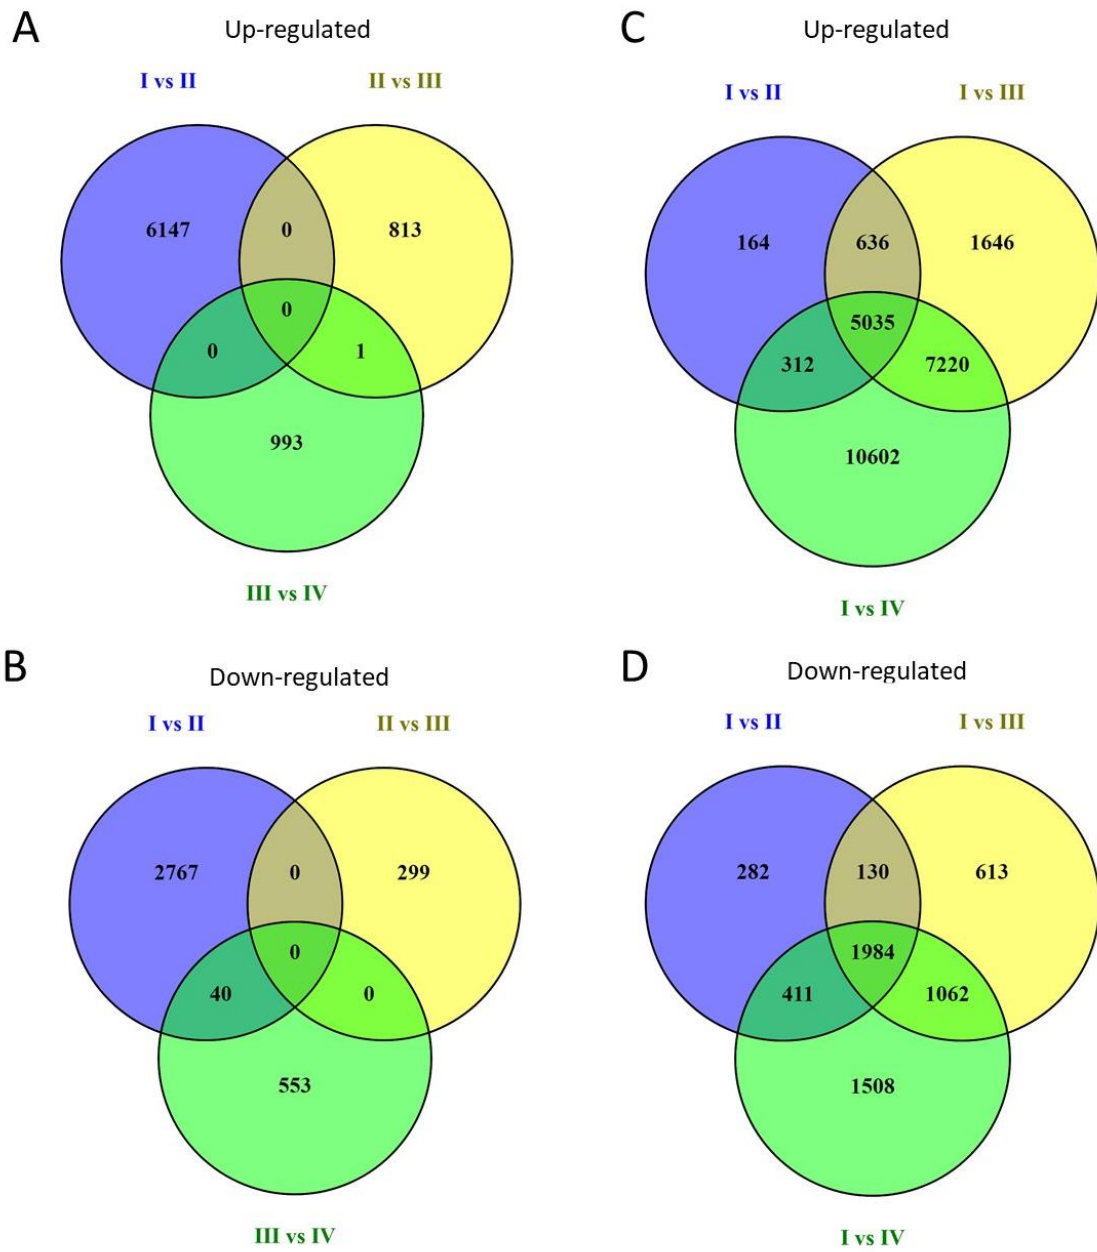 A
Up-regulated
I vs II
II vs III
6147
0
813
0
0
1
993
III vs IV
C
Up-regulated
I vs II
I vs III
164
636
1646
5035
312
7220
10602
I vs IV
B
Down-regulated
I vs II
II vs III
2767
0
299
0
40
0
553
III vs IV
D
Down-regulated
I vs II
I vs III
282
130
613
1984
411
1062
1508
I vs IV